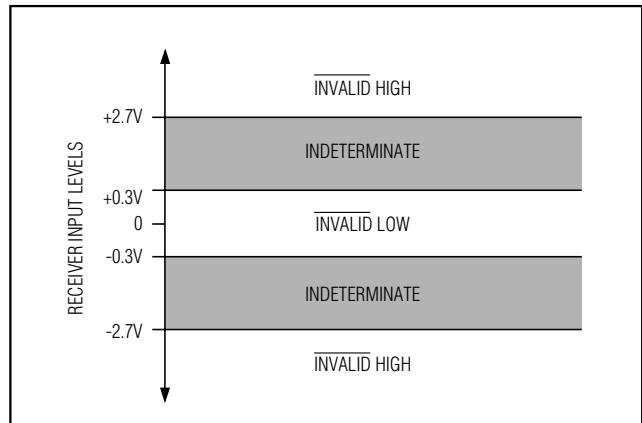 INVALID HIGH
+2.7V
INDETERMINATE
+0.3V
0
INVALID LOW
-0.3V
INDETERMINATE
-2.7V
INVALID HIGH
RECEIVER INPUT LEVELS